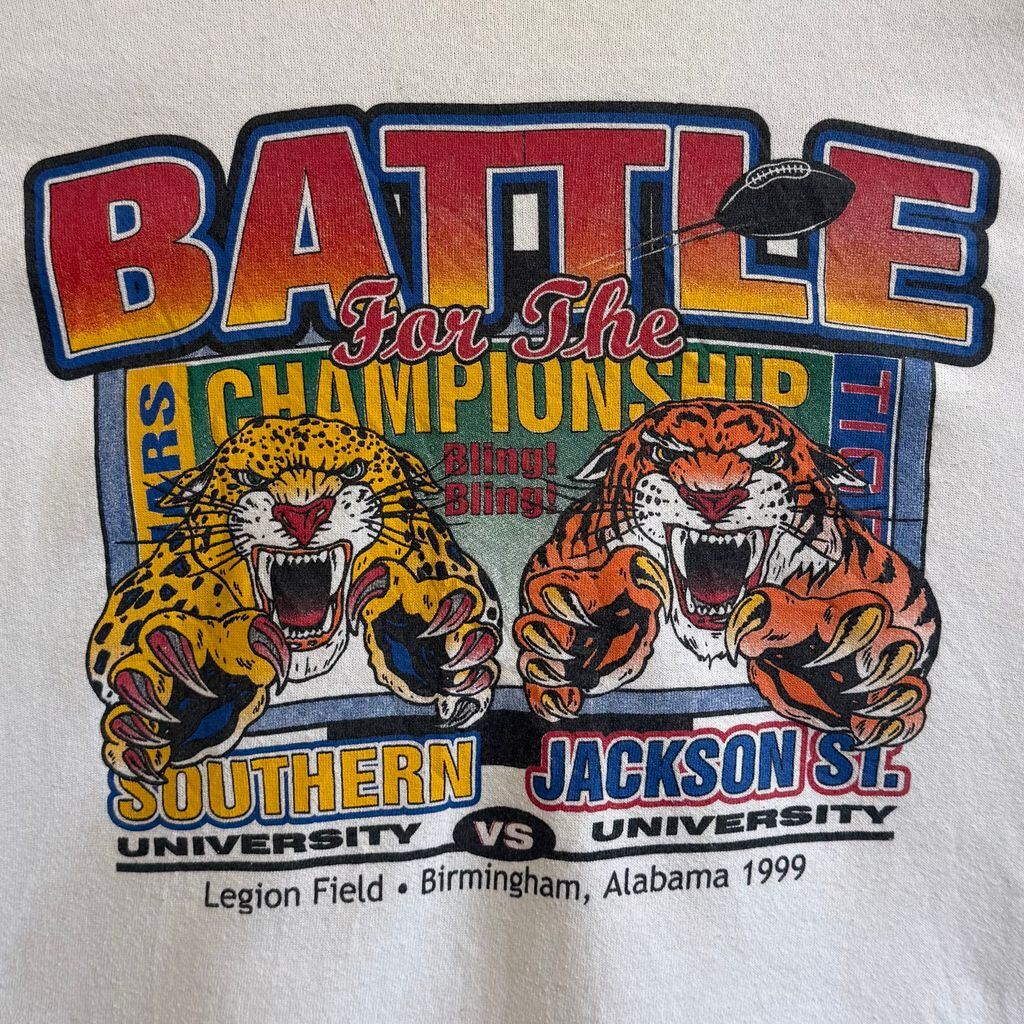 BATTLE
For The
CHAMPIONSHIP
Bling!
Bling!
SOUTHERN
UNIVERSITY
VS
JACKSON ST.
UNIVERSITY
Legion Field • Birmingham, Alabama 1999